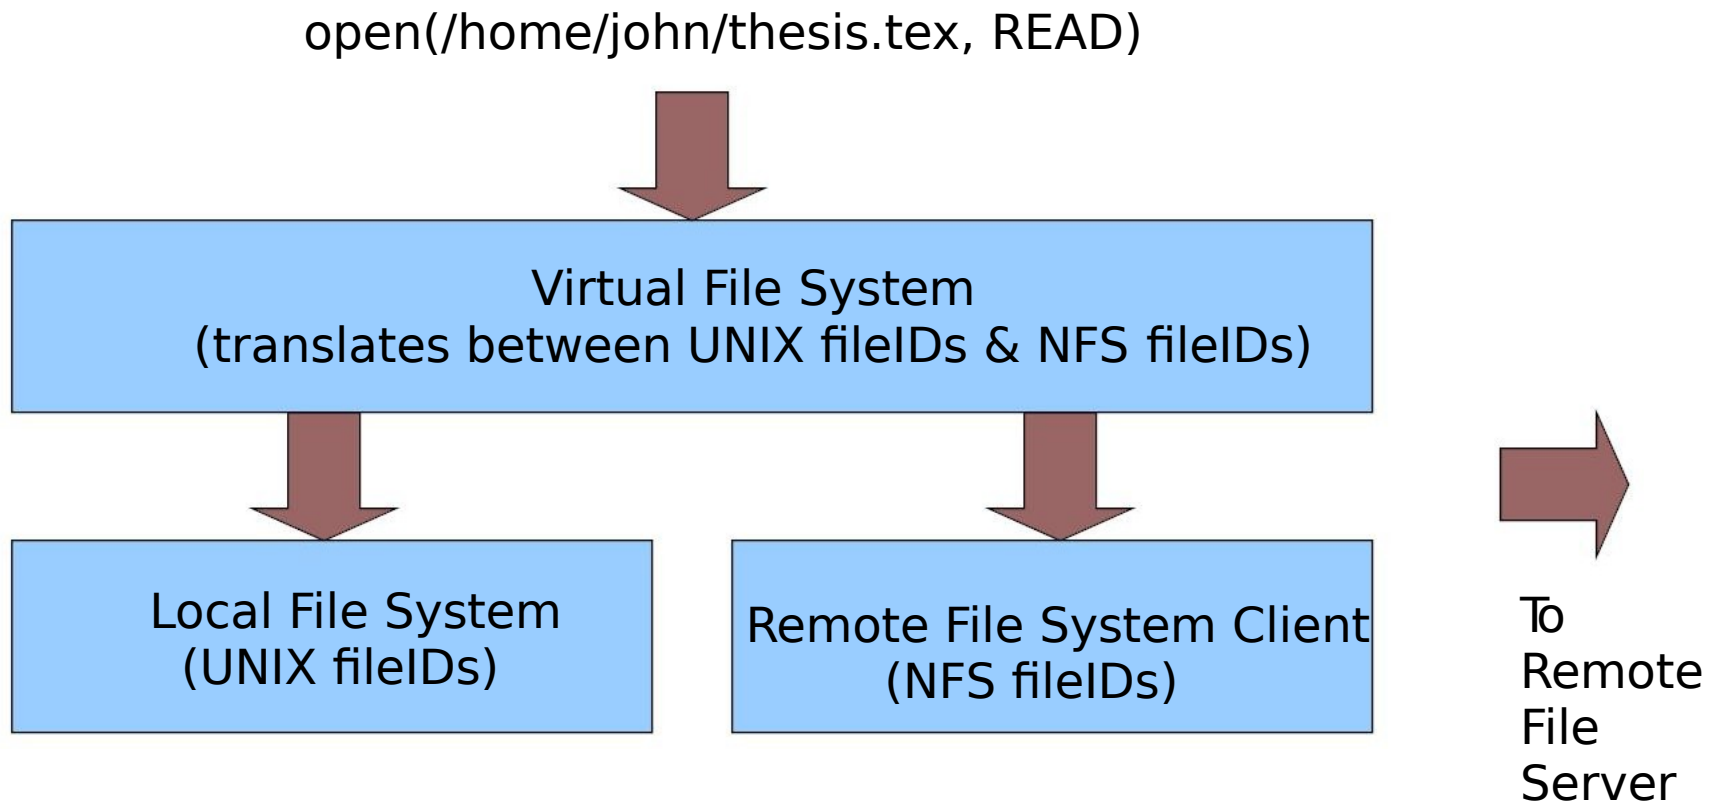 open(/home/john/thesis.tex, READ)
Virtual File System
(translates between UNIX fileIDs & NFS fileIDs)
Local File System
(UNIX fileIDs)
Remote File System Client
(NFS fileIDs)
To
Remote
File
Server